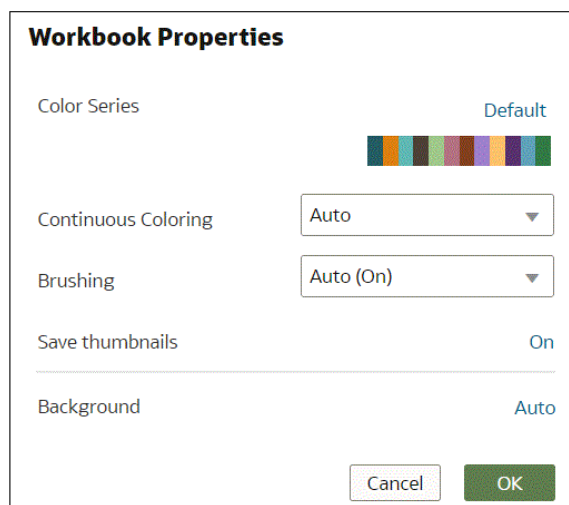 Workbook Properties
Color Series
Default
Continuous Coloring
Auto
Brushing
Auto (On)
Save thumbnails
On
Background
Auto
Cancel
OK